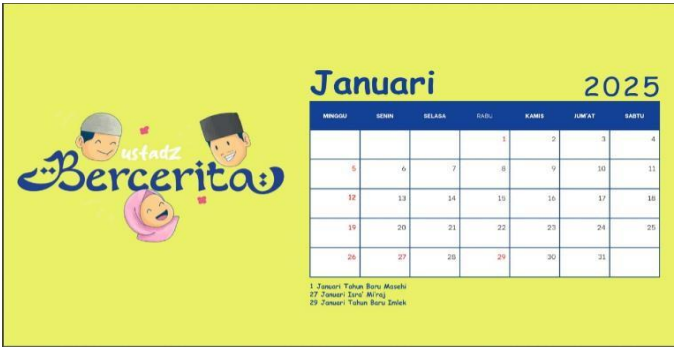 ustadz
Bercerita
Januari 2025
MINGGU SENIN SELASA RABU KAMIS JUM'AT SABTU
1 2 3 4
5 6 7 8 9 10 11
12 13 14 15 16 17 18
19 20 21 22 23 24 25
26 27 28 29 30 31
1 Januari Tahun Baru Masehi
27 Januari Isra' Mi'raj
29 Januari Tahun Baru Imlek